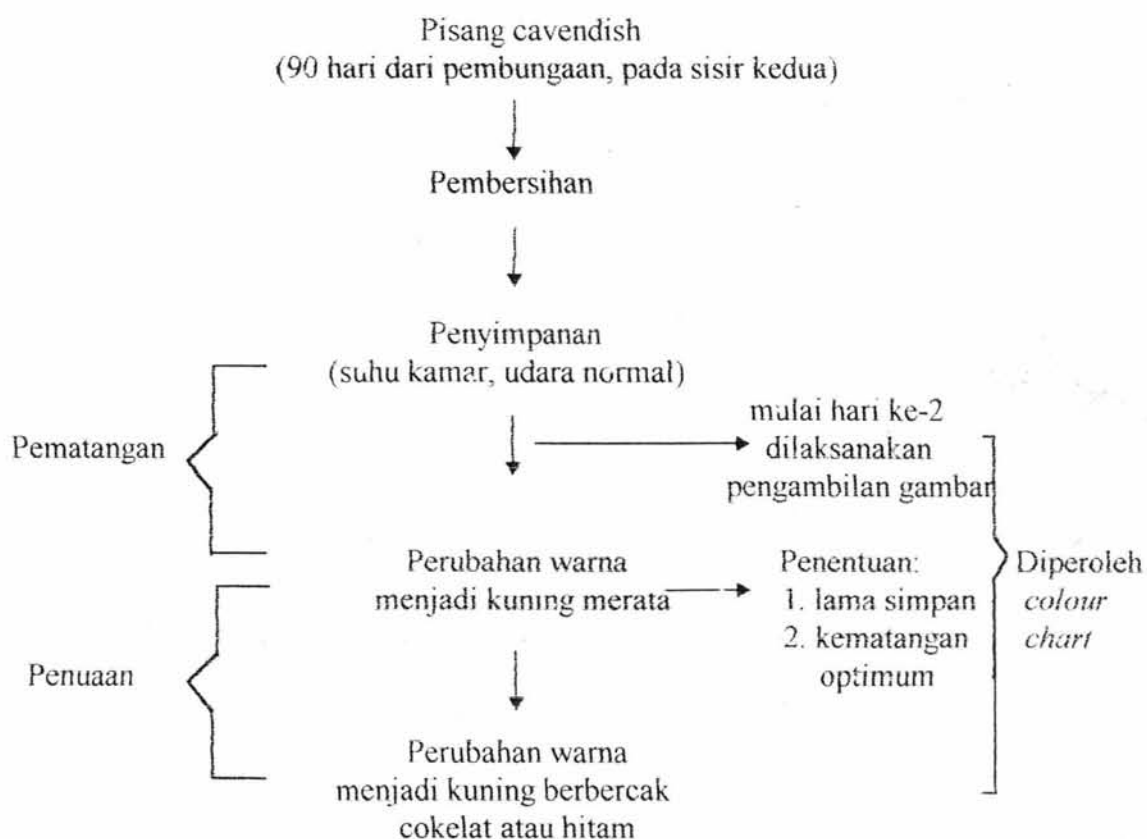 Pisang cavendish
(90 hari dari pembungaan, pada sisir kedua)
Pembersihan
Penyimpanan
(suhu kamar, udara normal)
Pematangan
mulai hari ke-2
dilaksanakan
pengambilan gambar
Perubahan warna
menjadi kuning merata
Penentuan:
1. lama simpan
2. kematangan
optimum
Diperoleh
colour
chart
Penuaan
Perubahan warna
menjadi kuning berbercak
cokelat atau hitam